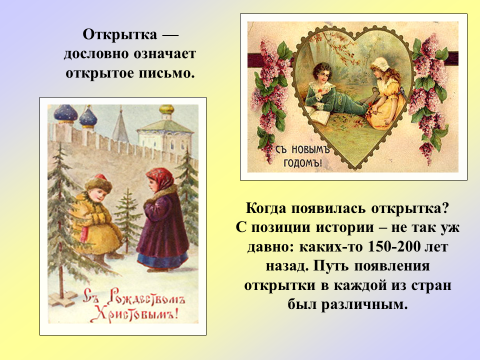 Открытка —
дословно означает
открытое письмо.
Съ НОВЫМЪ
ГОДОМЪ!
Съ Рождествомъ
Христовымъ!
Когда появилась открытка?
С позиции истории – не так уж
давно: каких-то 150-200 лет
назад. Путь появления
открытки в каждой из стран
был различным.